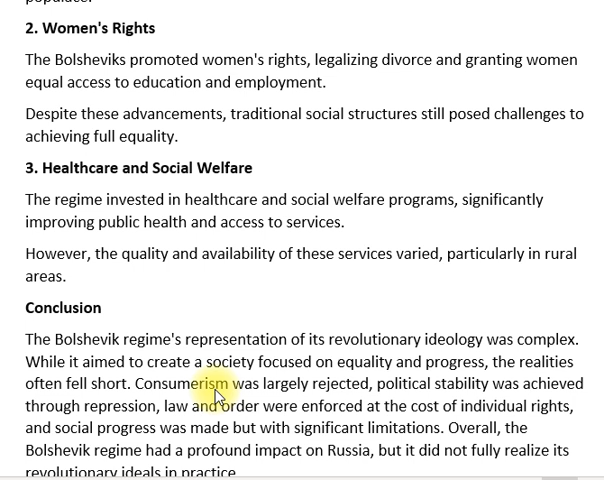 populace.
2. Women's Rights
The Bolsheviks promoted women's rights, legalizing divorce and granting women
equal access to education and employment.
Despite these advancements, traditional social structures still posed challenges to
achieving full equality.
3. Healthcare and Social Welfare
The regime invested in healthcare and social welfare programs, significantly
improving public health and access to services.
However, the quality and availability of these services varied, particularly in rural
areas.
Conclusion
The Bolshevik regime's representation of its revolutionary ideology was complex.
While it aimed to create a society focused on equality and progress, the realities
often fell short. Consumerism was largely rejected, political stability was achieved
through repression, law and order were enforced at the cost of individual rights,
and social progress was made but with significant limitations. Overall, the
Bolshevik regime had a profound impact on Russia, but it did not fully realize its
revolutionary ideals in practice.